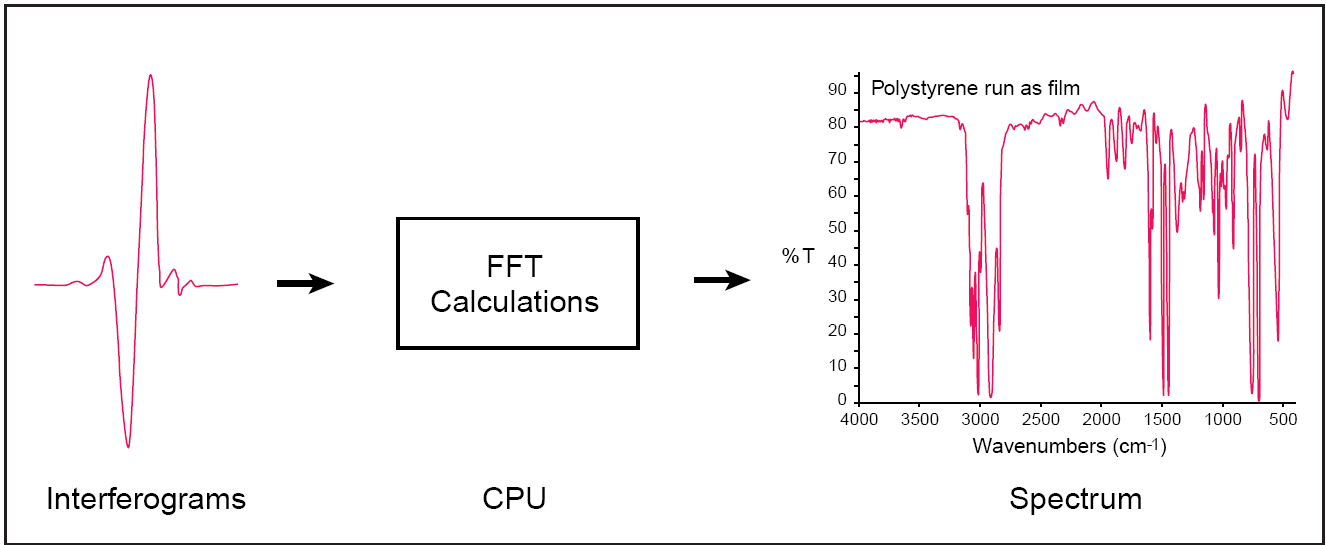 Polystyrene run as film
90
80
70
60
50
40
30
20
10
0
%T
4000 3500 3000 2500 2000 1500 1000 500
Wavenumbers (cm-1)
FFT
Calculations
Interferograms
CPU
Spectrum